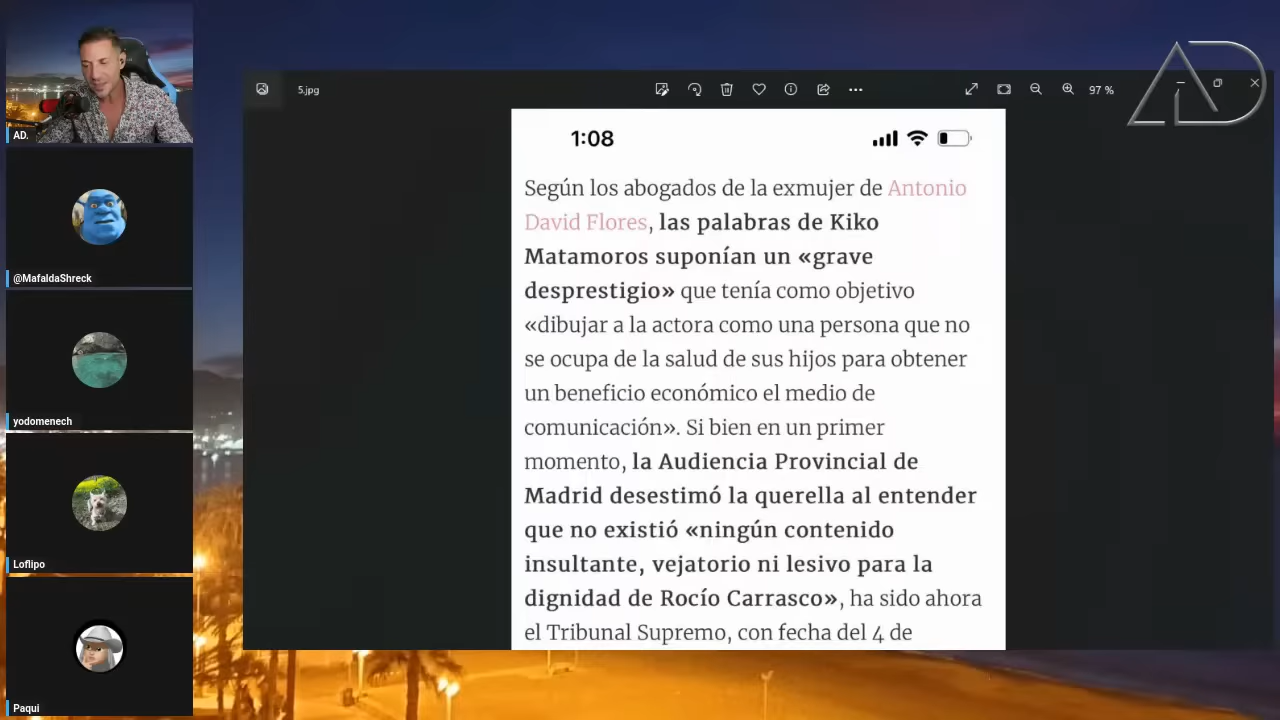 AD.
@MafaldaShreck
yodomenech
Loflipo
Paqui
5.jpg
97 %
AD
1:08
Según los abogados de la exmujer de Antonio
David Flores, las palabras de Kiko
Matamoros suponían un «grave
desprestigio» que tenía como objetivo
«dibujar a la actora como una persona que no
se ocupa de la salud de sus hijos para obtener
un beneficio económico el medio de
comunicación». Si bien en un primer
momento, la Audiencia Provincial de
Madrid desestimó la querella al entender
que no existió «ningún contenido
insultante, vejatorio ni lesivo para la
dignidad de Rocío Carrasco», ha sido ahora
el Tribunal Supremo, con fecha del 4 de